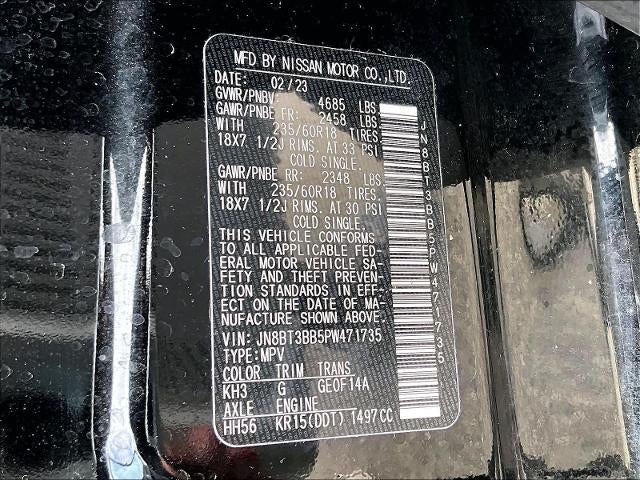 MFD BY NISSAN MOTOR CO.,LTD.
DATE: 02/23
GVWR/PNBV: 4685 LBS
GAWR/PNBE FR: 2458 LBS
WITH 235/60R18 TIRES,
18X7 1/2J RIMS, AT 33 PSI
COLD SINGLE.
GAWR/PNBE RR: 2348 LBS
WITH 235/60R18 TIRES,
18X7 1/2J RIMS, AT 30 PSI
COLD SINGLE.
THIS VEHICLE CONFORMS
TO ALL APPLICABLE FED-
ERAL MOTOR VEHICLE SA-
FETY AND THEFT PREVEN-
TION STANDARDS IN EFF-
ECT ON THE DATE OF MA-
NUFACTURE SHOWN ABOVE.
VIN: JN8BT3BB5PW471735
TYPE: MPV
COLOR TRIM TRANS
KH3 G GE0F14A
AXLE ENGINE
HH56 KR15(DDT) 1497CC
JN8BT3BB5PW471735